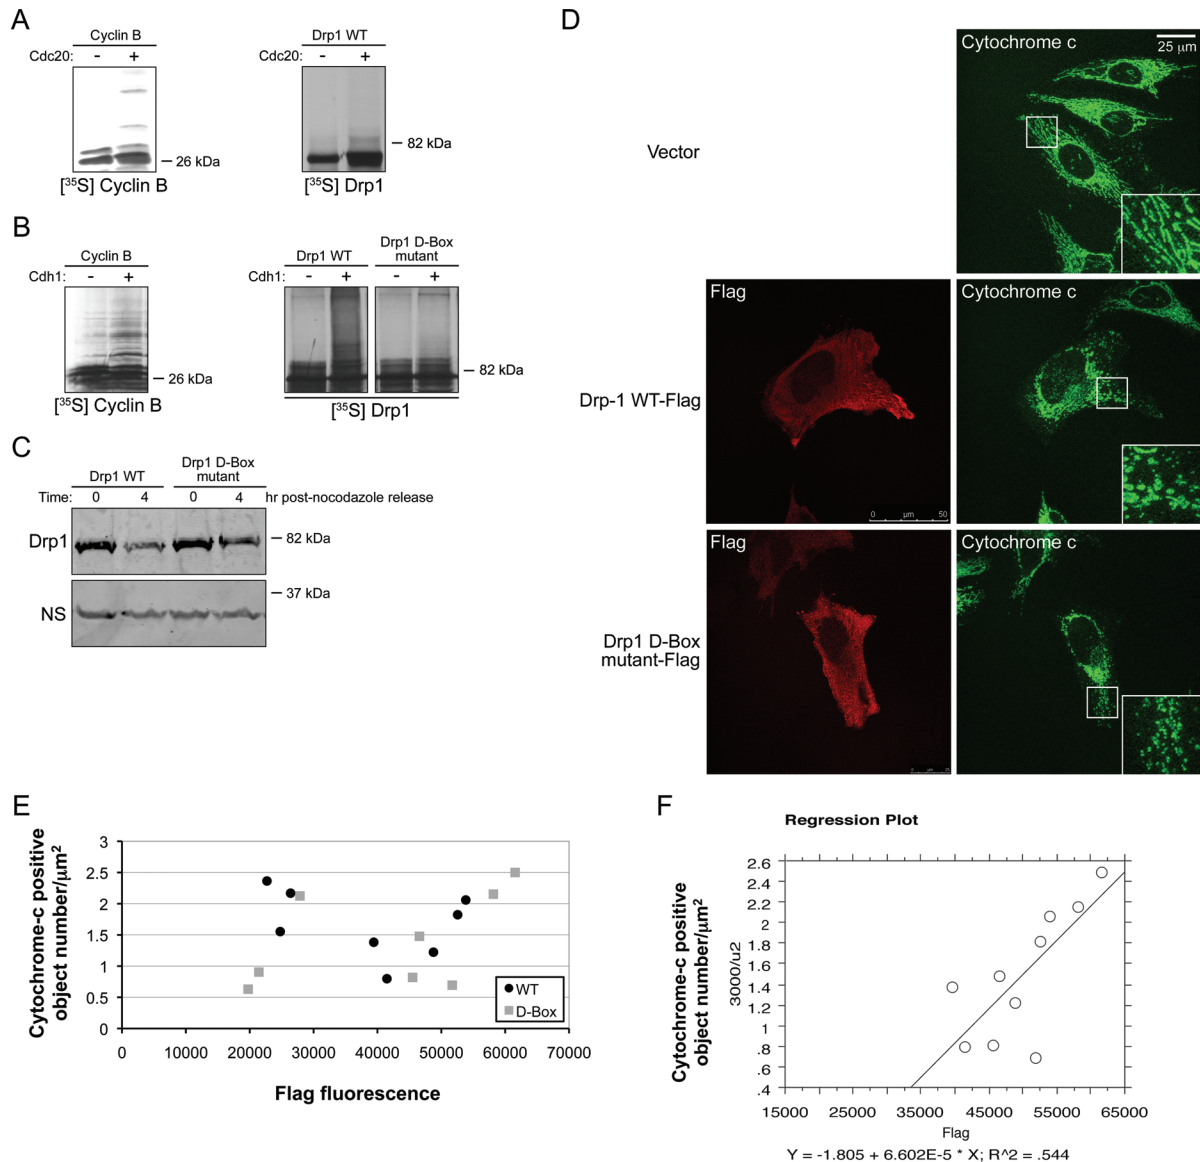 A
Cyclin B
Drp1 WT
Cdc20: - +
Cdc20: - +
26 kDa
82 kDa
[35S] Cyclin B
[35S] Drp1
B
Cyclin B
Drp1 WT
Drp1 D-Box
mutant
Cdh1: - +
Cdh1: - + - +
26 kDa
82 kDa
[35S] Cyclin B
[35S] Drp1
C
Drp1 WT
Drp1 D-Box
mutant
Time: 0 4 0 4 hr post-nocodazole release
Drp1
82 kDa
37 kDa
NS
D
Cytochrome c
25 μm
Vector
Flag
Cytochrome c
Drp-1 WT-Flag
0 μm 50
Flag
Cytochrome c
Drp1 D-Box
mutant-Flag
E
Cytochrome-c positive
object number/μm2
3
2.5
2
1.5
1
0.5
0
WT
D-Box
0 10000 20000 30000 40000 50000 60000 70000
Flag fluorescence
F
Regression Plot
Cytochrome-c positive
object number/μm2
3000/u2
2.6
2.4
2.2
2
1.8
1.6
1.4
1.2
1
.8
.6
.4
15000 25000 35000 45000 55000 65000
Flag
Y = -1.805 + 6.602E-5 * X; R^2 = .544